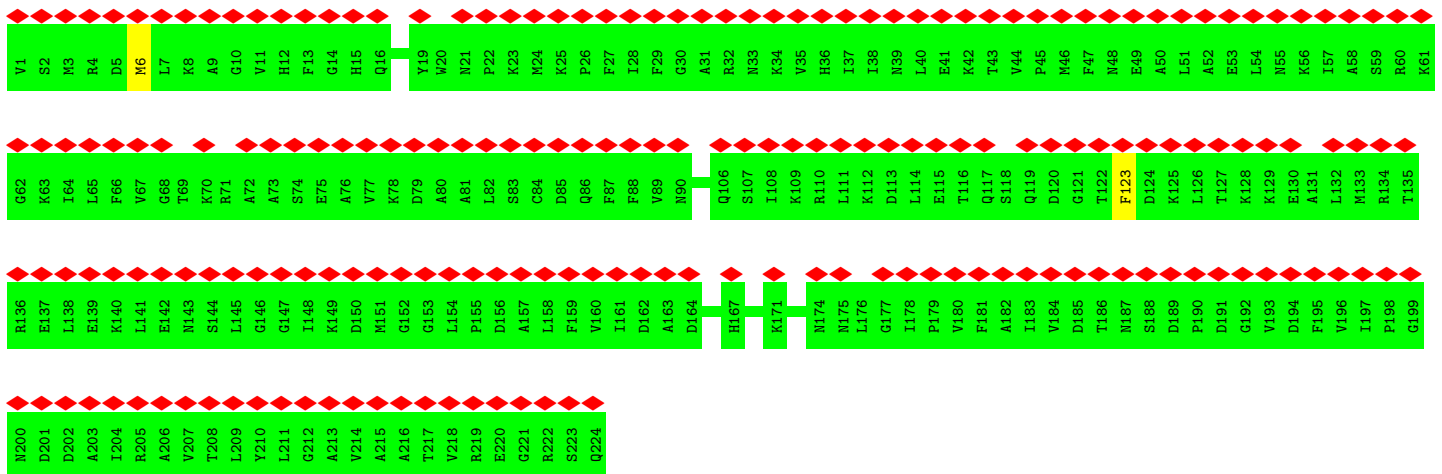 V1 S2 M3 R4 D5 M6 L7 K8 A9 G10 V11 H12 F13 G14 H15 Q16 Y19 W20 N21 P22 K23 M24 K25 P26 F27 I28 F29 G30 A31 R32 N33 K34 V35 H36 I37 I38 N39 L40 E41 K42 T43 V44 P45 M46 F47 N48 E49 A50 L51 A52 E53 L54 N55 K56 I57 A58 S59 R60 K61
G62 K63 I64 L65 F66 V67 G68 T69 K70 R71 A72 A73 S74 E75 A76 V77 K78 D79 A80 A81 L82 S83 C84 D85 Q86 F87 F88 V89 N90 Q106 S107 I108 K109 R110 L111 K112 D113 L114 E115 T116 Q117 S118 Q119 D120 G121 T122 F123 D124 K125 L126 T127 K128 K129 E130 A131 L132 M133 R134 T135
R136 E137 L138 E139 K140 L141 E142 N143 S144 L145 G146 G147 I148 K149 D150 M151 G152 G153 L154 P155 D156 A157 L158 F159 V160 I161 D162 A163 D164 H167 K171 N174 N175 L176 G177 I178 P179 V180 F181 A182 I183 V184 D185 T186 N187 S188 D189 P190 D191 G192 V193 D194 F195 V196 I197 P198 G199
N200 D201 D202 A203 I204 R205 A206 V207 T208 L209 Y210 L211 G212 A213 V214 A215 A216 T217 V218 R219 E220 G221 R222 S223 Q224